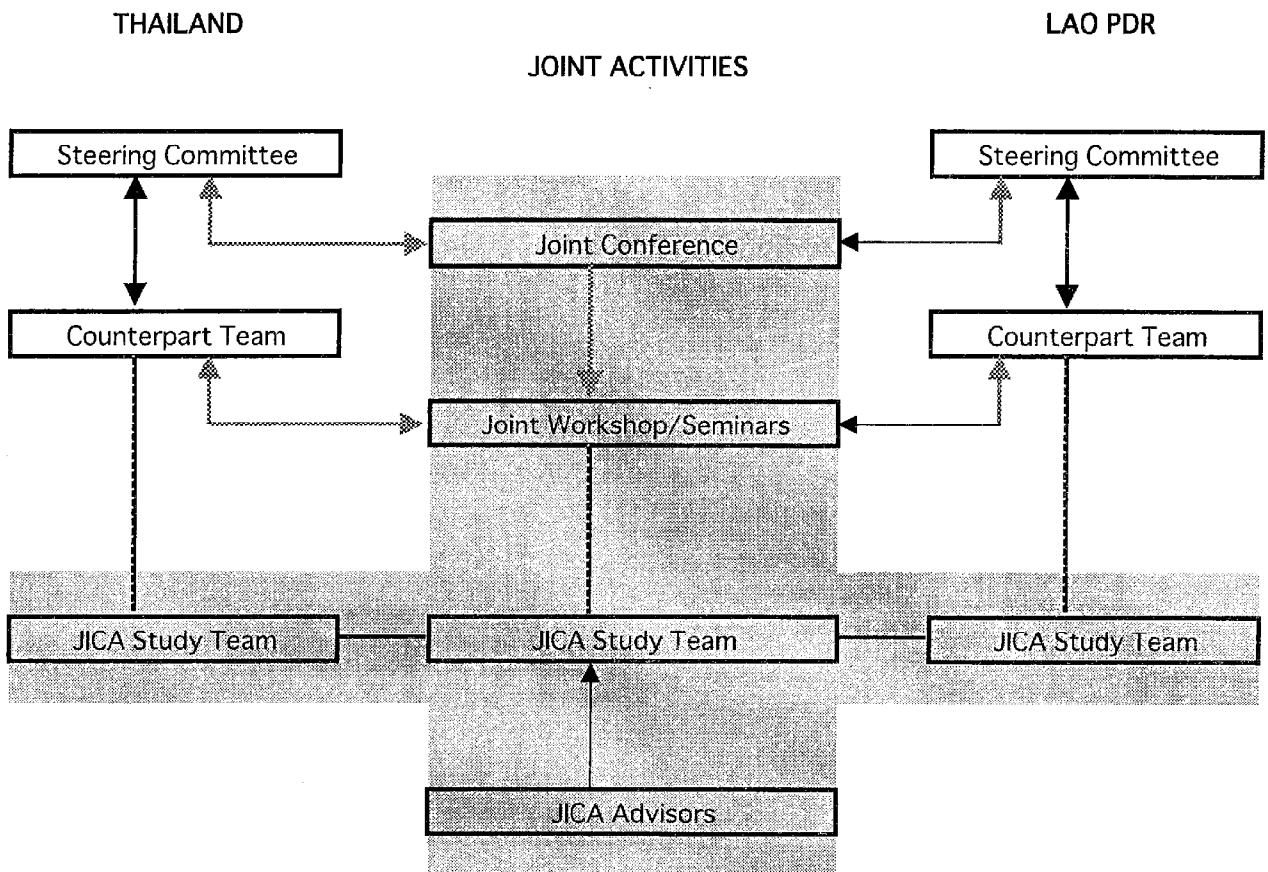 THAILAND
LAO PDR
JOINT ACTIVITIES
Steering Committee
Steering Committee
Joint Conference
Counterpart Team
Counterpart Team
Joint Workshop/Seminars
JICA Study Team
JICA Study Team
JICA Study Team
JICA Advisors